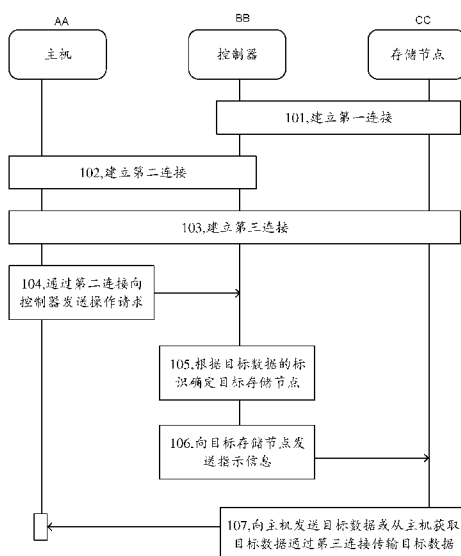 AA
BB
CC
主机
控制器
存储节点
101,建立第一连接
102,建立第二连接
103,建立第三连接
104,通过第二连接向
控制器发送操作请求
105,根据目标数据的标
识确定目标存储节点
106,向目标存储节点发
送指示信息
107,向主机发送目标数据或从主机获取
目标数据通过第三连接传输目标数据